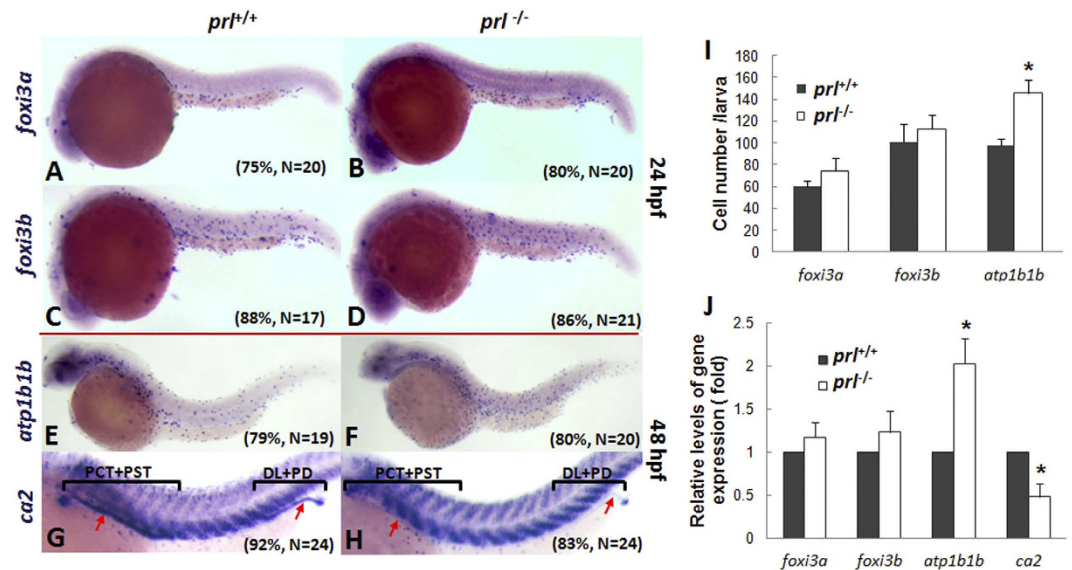 prl+/+ prl -/-
foxi3a
A (75%, N=20)
B (80%, N=20)
24 hpf
foxi3b
C (88%, N=17)
D (86%, N=21)
atp1b1b
E (79%, N=19)
F (80%, N=20)
48 hpf
ca2
PCT+PST DL+PD
G (92%, N=24)
PCT+PST DL+PD
H (83%, N=24)
I
Cell number /larva
180
160
140
120
100
80
60
40
20
0
prl+/+
prl-/-
*
foxi3a foxi3b atp1b1b
J
Relative levels of gene
expression ( fold)
2.5
2
1.5
1
0.5
0
prl+/+
prl-/-
*
*
foxi3a foxi3b atp1b1b ca2